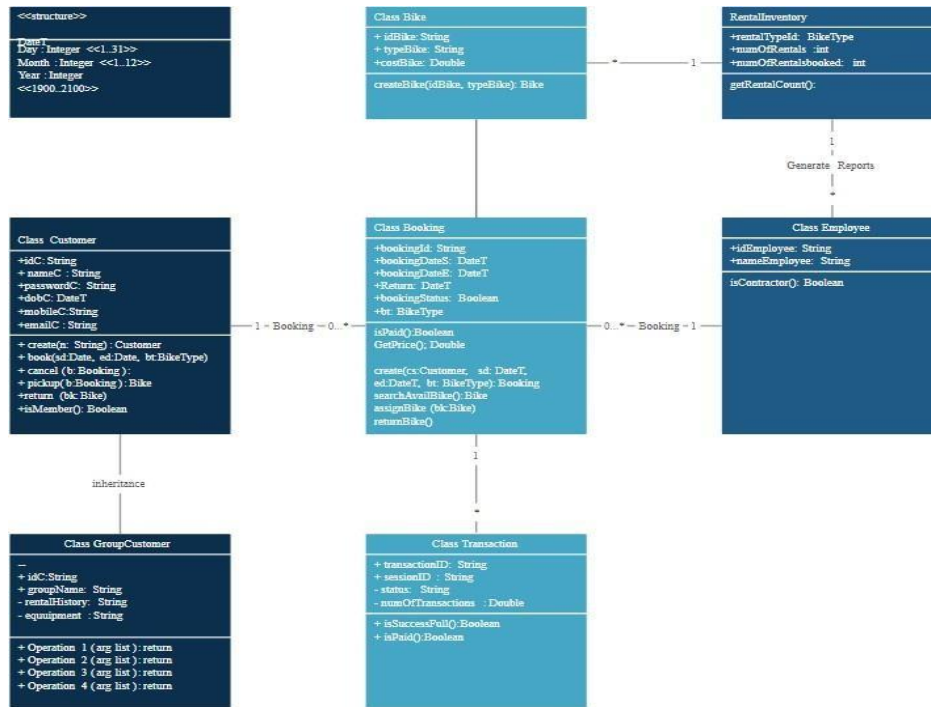 <<structure>>
DateT
Day : Integer <<1..31>>
Month : Integer <<1..12>>
Year : Integer
<<1900..2100>>
Class Bike
+ idBike: String
+ typeBike: String
+costBike: Double
createBike(idBike, typeBike): Bike
* 1
RentalInventory
+rentalTypeId: BikeType
+numOfRentals :int
+numOfRentalsbooked: int
getRentalCount():
1
Generate Reports
*
Class Customer
+idC: String
+ nameC : String
+passwordC: String
+dobC: DateT
+mobileC:String
+emailC : String
+ create(n: String) : Customer
+ book(sd:Date, ed:Date, bt:BikeType)
+ cancel (b: Booking ) :
+ pickup( b:Booking ) : Bike
+return (bk:Bike)
+isMember(): Boolean
1 - Booking - 0...*
Class Booking
+bookingId: String
+bookingDateS: DateT
+bookingDateE: DateT
+Return: DateT
+bookingStatus: Boolean
+bt: BikeType
isPaid():Boolean
GetPrice(); Double
create(cs:Customer, sd: DateT,
ed:DateT, bt: BikeType): Booking
searchAvailBike(): Bike
assignBike (bk:Bike)
returnBike()
0...* - Booking - 1
Class Employee
+idEmployee: String
+nameEmployee: String
isContractor(): Boolean
inheritance
1
*
Class GroupCustomer
--
+ idC:String
+ groupName: String
- rentalHistory: String
- equuipment : String
+ Operation 1 ( arg list ) : return
+ Operation 2 ( arg list ) : return
+ Operation 3 ( arg list ) : return
+ Operation 4 ( arg list ) : return
Class Transaction
+ transactionID: String
+ sessionID : String
- status: String
- numOfTransactions : Double
+ isSuccessFull():Boolean
+ isPaid():Boolean